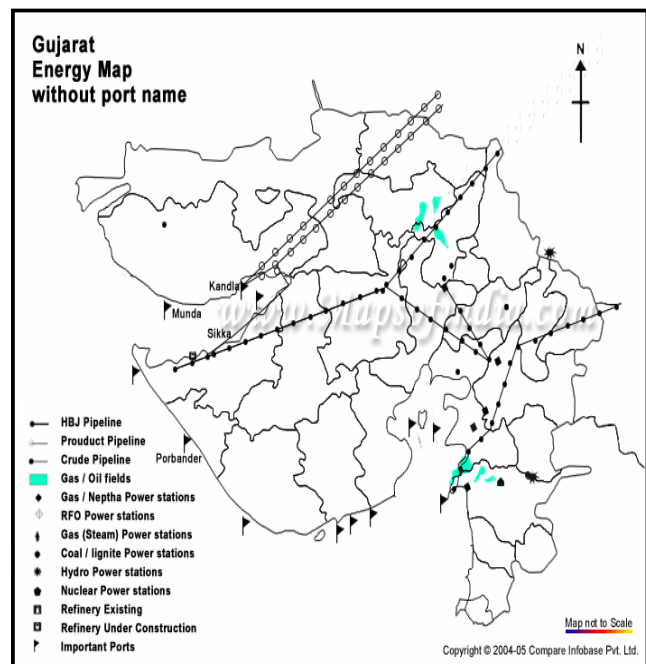 Gujarat
Energy Map
without port name
N
Kandla
Munda
www.Mapsofindia.com
Sikka
Porbander
HBJ Pipeline
Prouduct Pipeline
Crude Pipeline
Gas / Oil fields
Gas / Neptha Power stations
RFO Power stations
Gas (Steam) Power stations
Coal / lignite Power stations
Hydro Power stations
Nuclear Power stations
Refinery Existing
Refinery Under Construction
Important Ports
Map not to Scale
Copyright © 2004-05 Compare Infobase Pvt. Ltd.